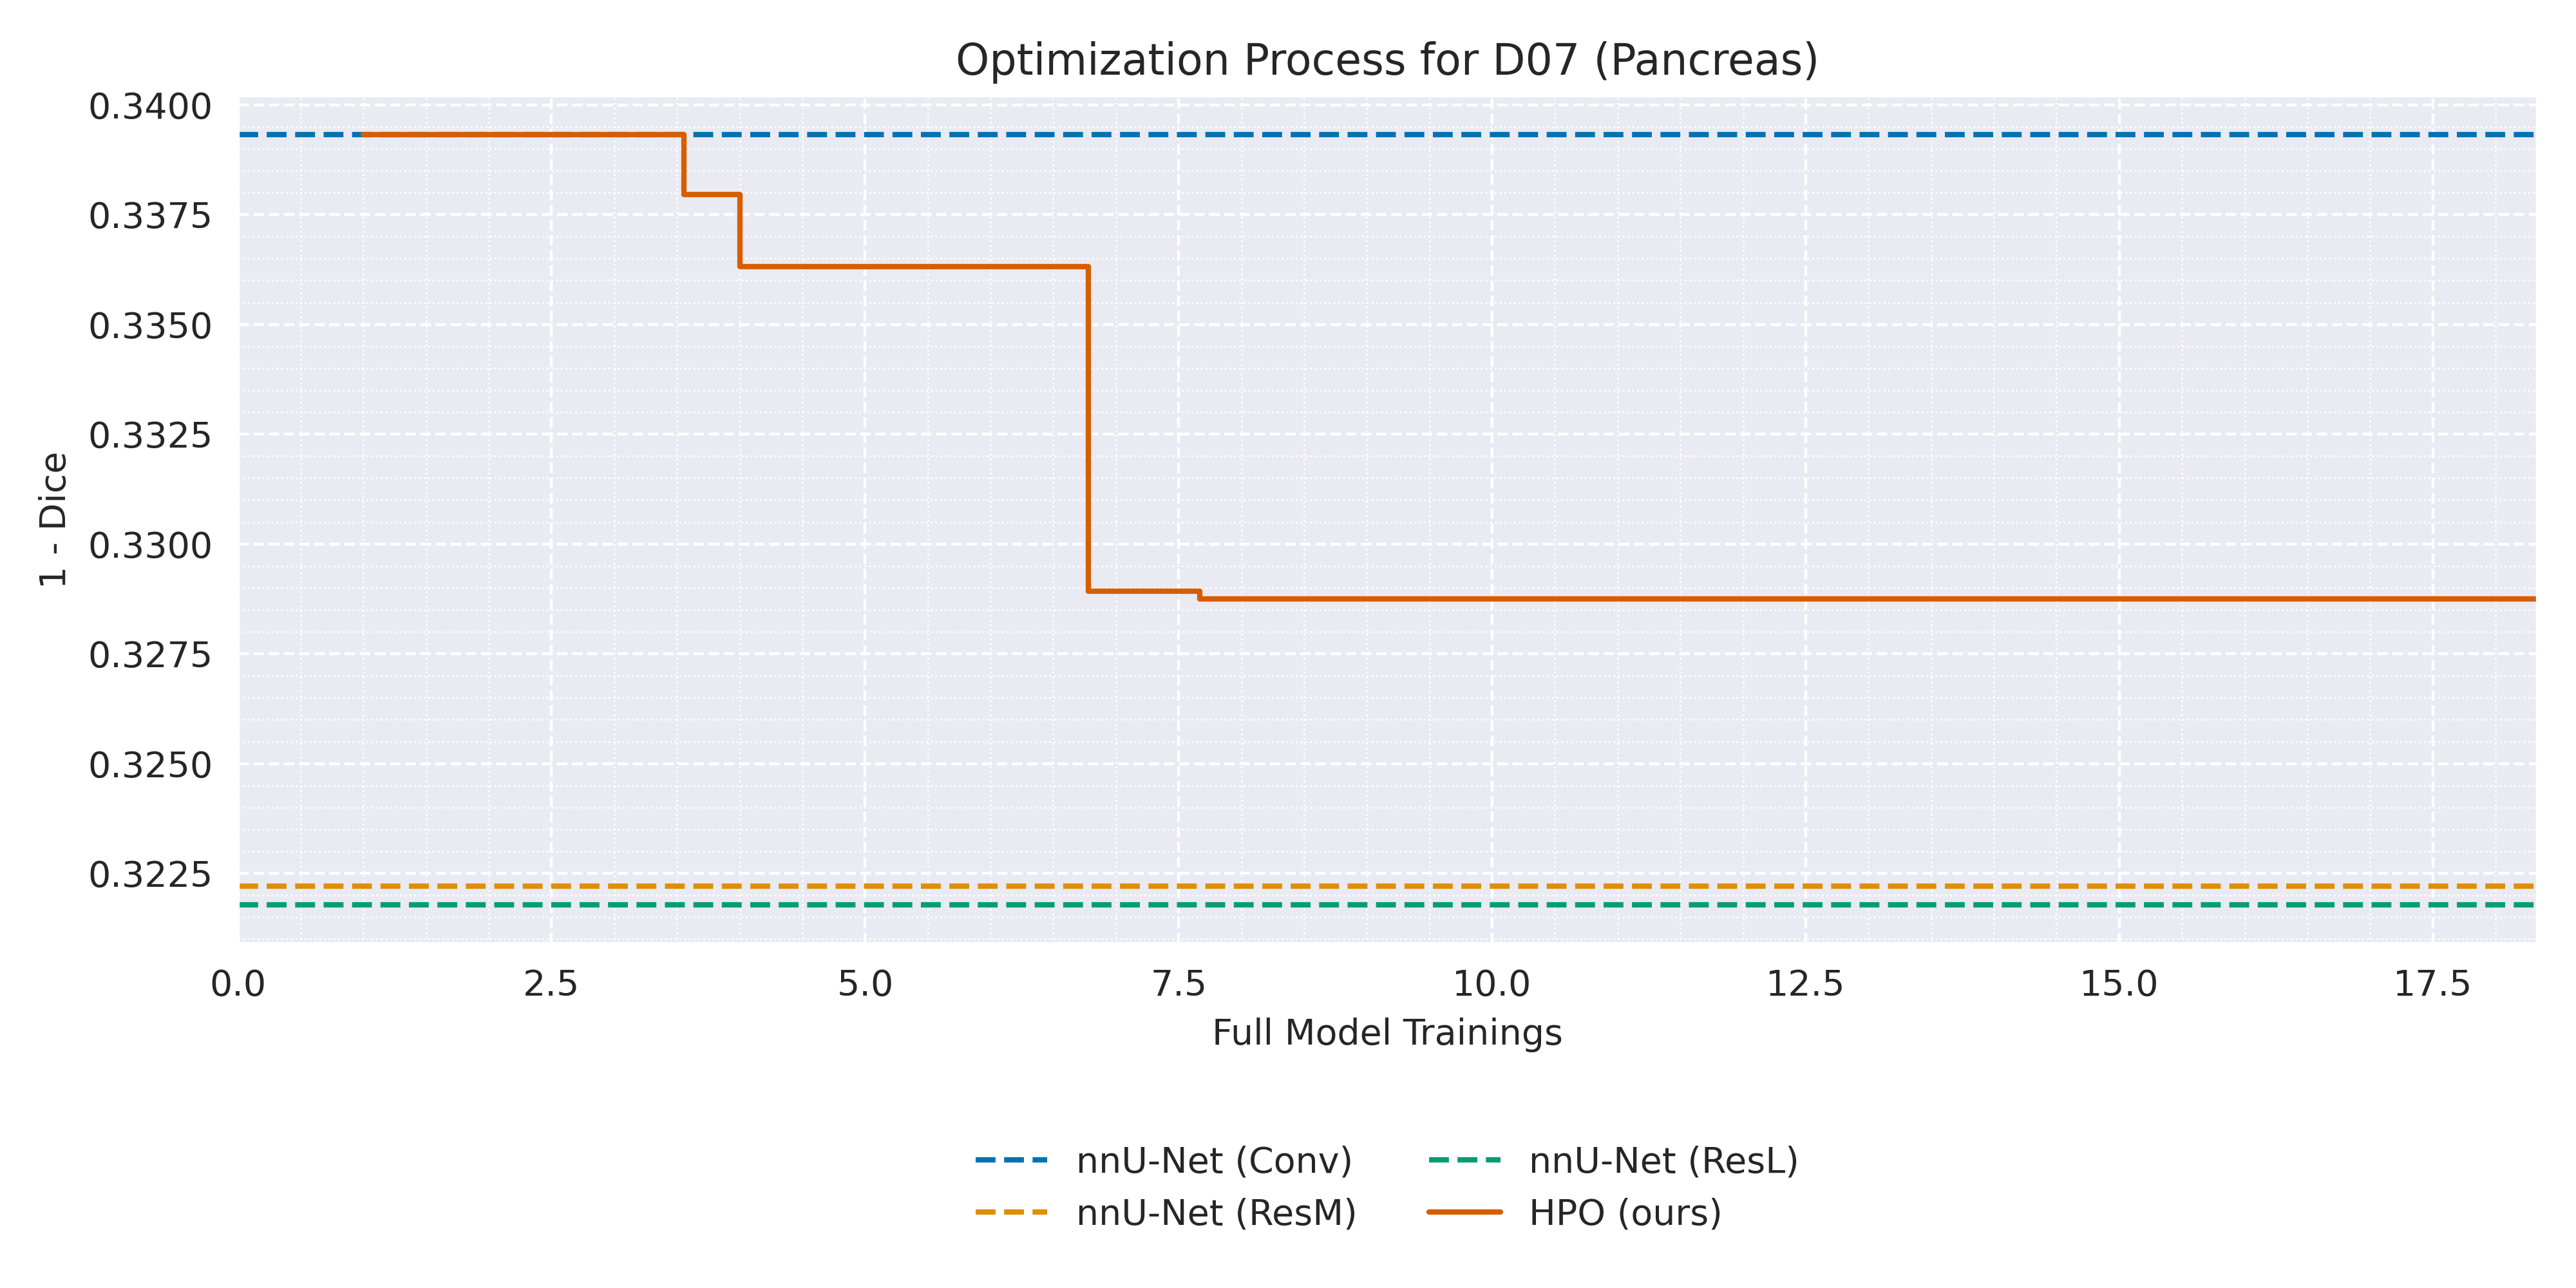 Optimization Process for D07 (Pancreas)
0.3400
0.3375
0.3350
0.3325
0.3300
0.3275
0.3250
0.3225
1 - Dice
0.0 2.5 5.0 7.5 10.0 12.5 15.0 17.5
Full Model Trainings
nnU-Net (Conv) nnU-Net (ResL)
nnU-Net (ResM) HPO (ours)